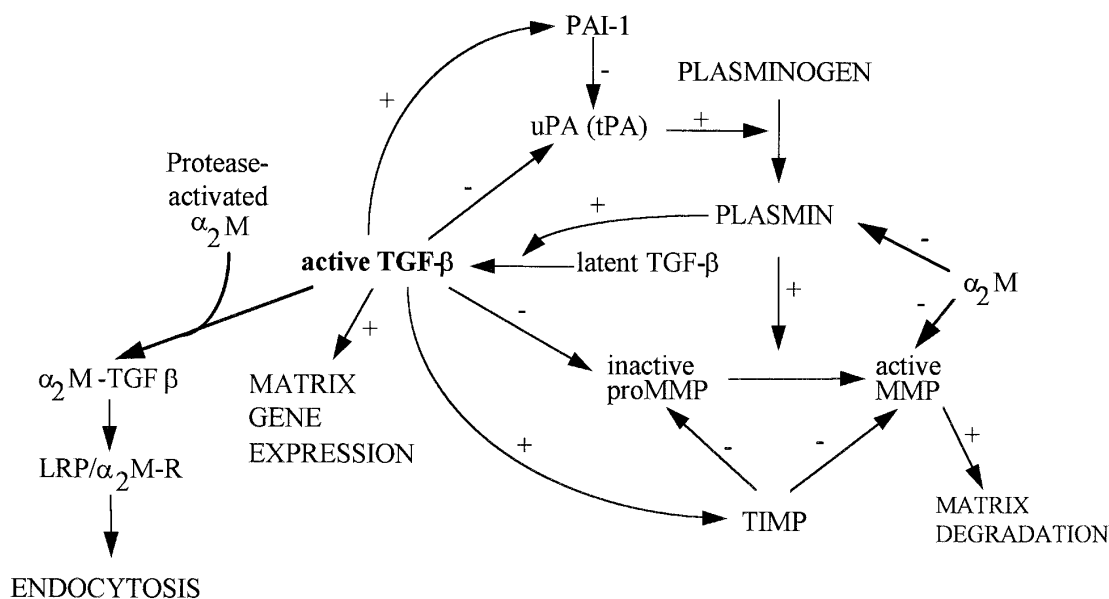 PAI-1
-
PLASMINOGEN
+
uPA (tPA)
+
Protease-
activated
α2M
-
+
PLASMIN
-
active TGF-β
latent TGF-β
α2M
+
-
+
-
α2M-TGF β
MATRIX
GENE
EXPRESSION
inactive
proMMP
active
MMP
+
-
-
+
LRP/α2M-R
TIMP
MATRIX
DEGRADATION
ENDOCYTOSIS